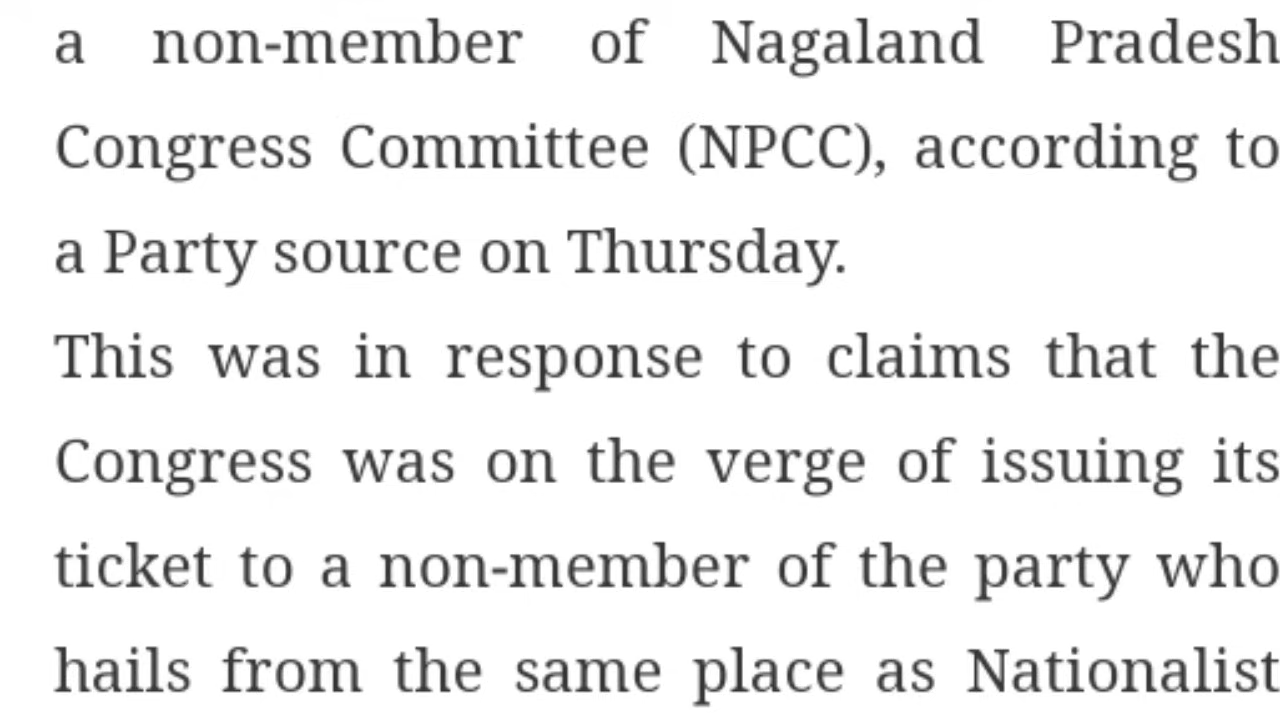 a non-member of Nagaland Pradesh
Congress Committee (NPCC), according to
a Party source on Thursday.
This was in response to claims that the
Congress was on the verge of issuing its
ticket to a non-member of the party who
hails from the same place as Nationalist